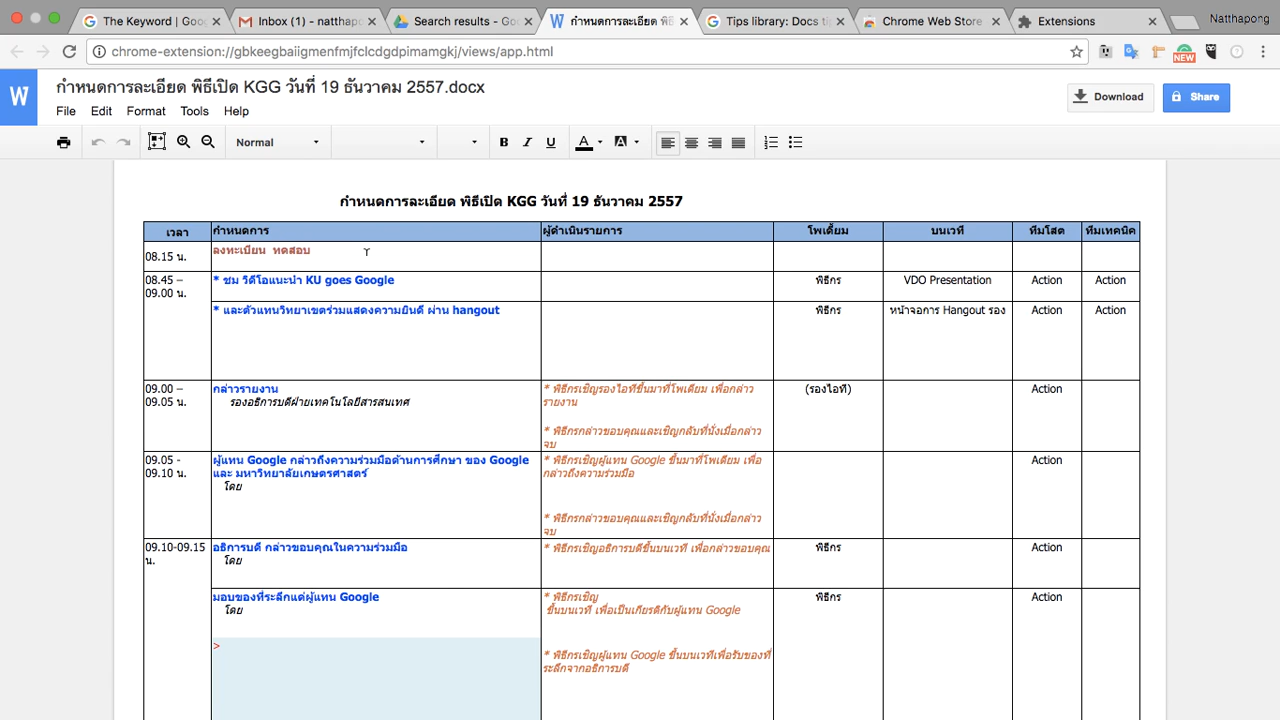 The Keyword | Goo
Inbox (1) - natthapo
Search results - Goo
กำหนดการละเอียด พิธี
Tips library: Docs ti
Chrome Web Store
Extensions
Natthapong
chrome-extension://gbkeegbaiigmenfmjfclcdgdpimamgkj/views/app.html
NEW
W
กำหนดการละเอียด พิธีเปิด KGG วันที่ 19 ธันวาคม 2557.docx
File Edit Format Tools Help
Download
Share
Normal
B I U A A
กำหนดการละเอียด พิธีเปิด KGG วันที่ 19 ธันวาคม 2557
เวลา กำหนดการ ผู้ดำเนินรายการ โพเดี้ยม บนเวที ทีมโสต ทีมเทคนิค
08.15 น. ลงทะเบียน ทดสอบ
08.45 – * ชม วิดีโอแนะนำ KU goes Google พิธีกร VDO Presentation Action Action
09.00 น.
* และตัวแทนวิทยาเขตร่วมแสดงความยินดี ผ่าน hangout พิธีกร หน้าจอการ Hangout รอง Action Action
09.00 – กล่าวรายงาน * พิธีกรเชิญรองไอทีขึ้นมาที่โพเดียม เพื่อกล่าว (รองไอที) Action
09.05 น. รองอธิการบดีฝ่ายเทคโนโลยีสารสนเทศ รายงาน
* พิธีกรกล่าวขอบคุณและเชิญกลับที่นั่งเมื่อกล่าว
จบ
09.05 - ผู้แทน Google กล่าวถึงความร่วมมือด้านการศึกษา ของ Google * พิธีกรเชิญผู้แทน Google ขึ้นมาที่โพเดียม เพื่อ Action
09.10 น. และ มหาวิทยาลัยเกษตรศาสตร์ กล่าวถึงความร่วมมือ
โดย
* พิธีกรกล่าวขอบคุณและเชิญกลับที่นั่งเมื่อกล่าว
จบ
09.10-09.15 อธิการบดี กล่าวขอบคุณในความร่วมมือ * พิธีกรเชิญอธิการบดีขึ้นบนเวที เพื่อกล่าวขอบคุณ พิธีกร Action
น. โดย
มอบของที่ระลึกแด่ผู้แทน Google * พิธีกรเชิญ พิธีกร Action
โดย ขึ้นบนเวที เพื่อเป็นเกียรติกับผู้แทน Google
>
* พิธีกรเชิญผู้แทน Google ขึ้นบนเวทีเพื่อรับของที่
ระลึกจากอธิการบดี